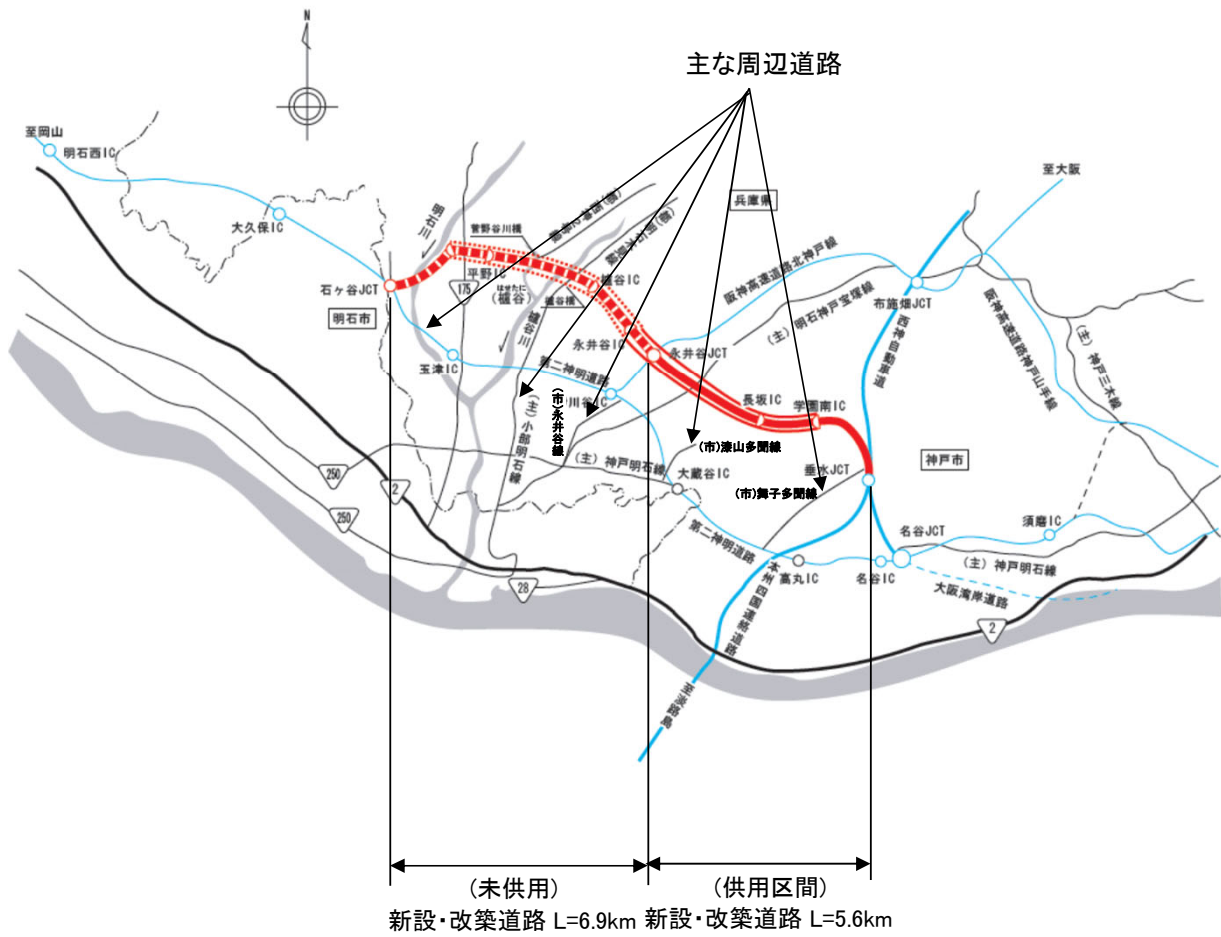 N
主な周辺道路
至岡山
明石西IC
大久保IC
明石川
菅野谷川橋
兵庫県
至大阪
平野IC
櫨谷IC
はせたに
(櫨谷)
櫨谷橋
櫨谷川
175
石ヶ谷JCT
明石市
玉津IC
第二神明道路
永井谷IC
永井谷JCT
阪神高速道路北神戸線
(主)明石神戸宝塚線
布施畑JCT
西神自動車道
阪神高速道路神戸山手線
(主)神戸三木線
川谷IC
(市)永井谷線
(主)小部明石線
長坂IC
学園南IC
(市)漆山多聞線
(主)神戸明石線
大蔵谷IC
垂水JCT
(市)舞子多聞線
神戸市
250
2
250
28
第二神明道路
高丸IC
名谷IC
名谷JCT
須磨IC
(主)神戸明石線
大阪湾岸道路
2
本州四国連絡道路
至淡路島
(未供用)
新設・改築道路 L=6.9km
(供用区間)
新設・改築道路 L=5.6km